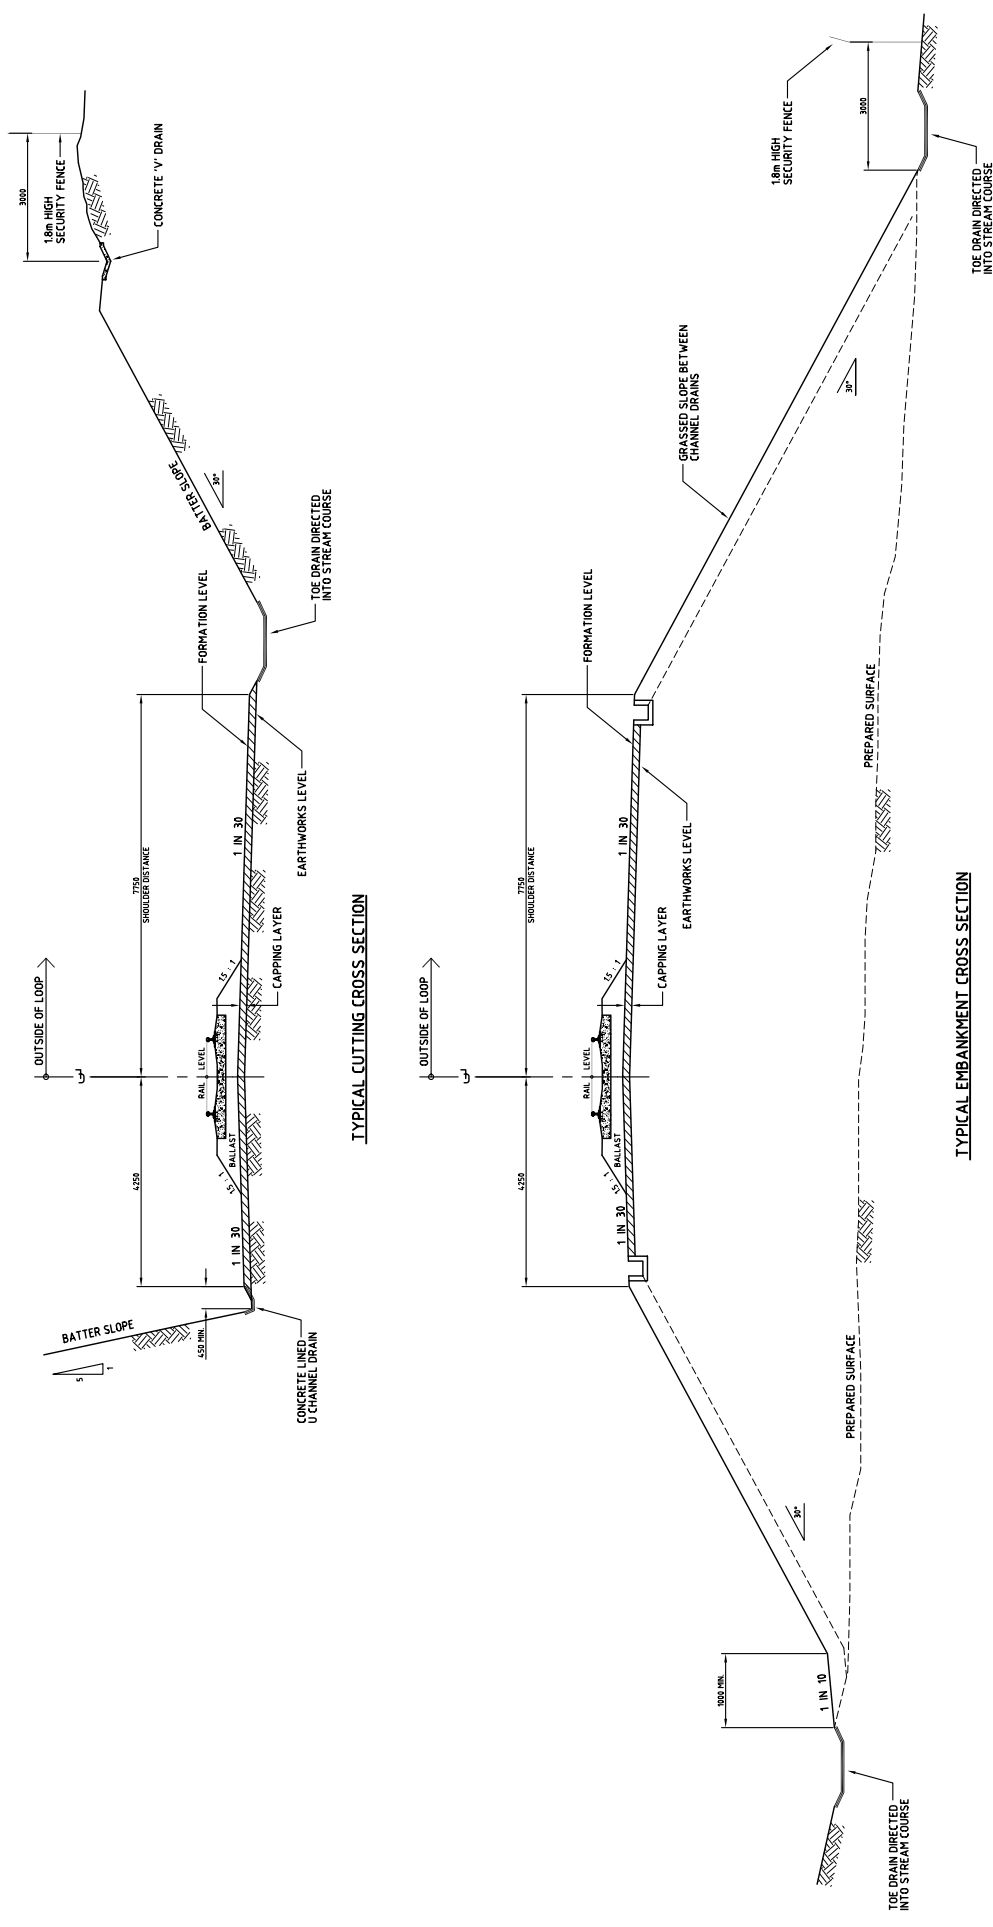 OUTSIDE OF LOOP
3000
1.8m HIGH
SECURITY FENCE
CONCRETE 'V' DRAIN
BATTER SLOPE
5
1
450 MIN.
4250
7750
SHOULDER DISTANCE
RAIL LEVEL
BALLAST
1.5 : 1
1.5 : 1
1 IN 30
1 IN 30
FORMATION LEVEL
BATTER SLOPE
30°
CONCRETE LINED
U CHANNEL DRAIN
CAPPING LAYER
EARTHWORKS LEVEL
TOE DRAIN DIRECTED
INTO STREAM COURSE
TYPICAL CUTTING CROSS SECTION
OUTSIDE OF LOOP
4250
7750
SHOULDER DISTANCE
RAIL LEVEL
BALLAST
1.5 : 1
1.5 : 1
1 IN 30
1 IN 30
FORMATION LEVEL
CAPPING LAYER
EARTHWORKS LEVEL
GRASSED SLOPE BETWEEN
CHANNEL DRAINS
1.8m HIGH
SECURITY FENCE
3000
1000 MIN.
1 IN 10
30°
30°
PREPARED SURFACE
PREPARED SURFACE
TOE DRAIN DIRECTED
INTO STREAM COURSE
TOE DRAIN DIRECTED
INTO STREAM COURSE
TYPICAL EMBANKMENT CROSS SECTION